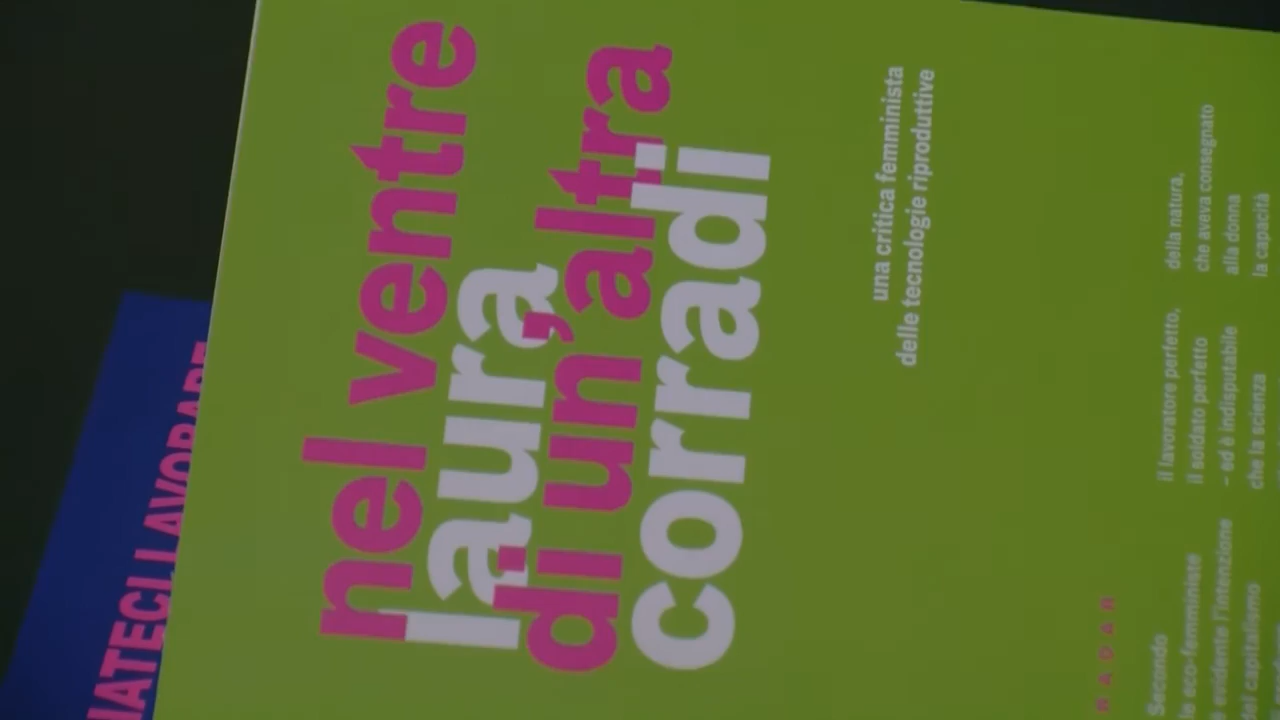 nel ventre
laura
di un'altra
corradi
una critica femminista
delle tecnologie riproduttive
RADAR
Secondo
le eco-femministe
è evidente l'intenzione
del capitalismo
il lavoratore perfetto,
il soldato perfetto
– ed è indisputabile
che la scienza
della natura,
che aveva consegnato
alla donna
la capacità
IATECI LAVORARE